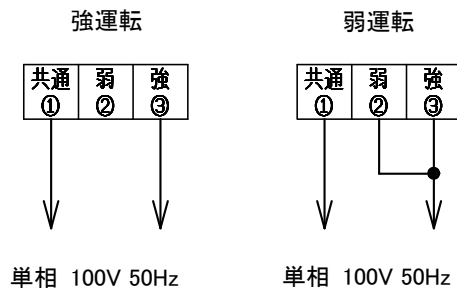 強運転
弱運転
共通 弱 強
① ② ③
共通 弱 強
① ② ③
単相 100V 50Hz
単相 100V 50Hz